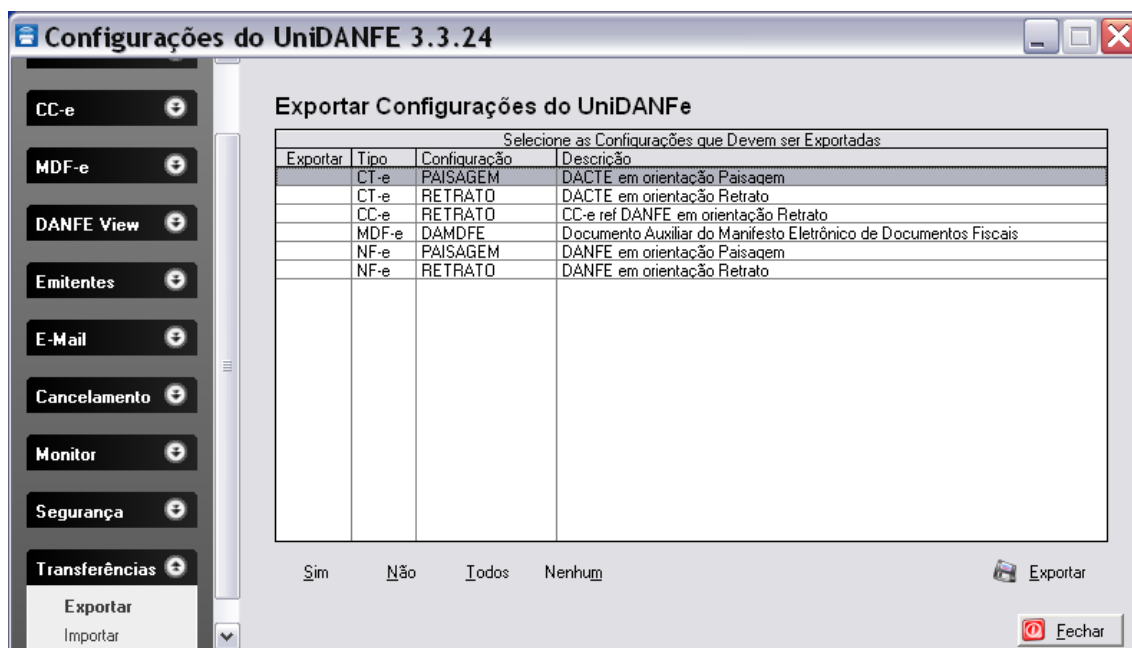 Configurações do UniDANFE 3.3.24
CC-e
MDF-e
DANFE View
Emitentes
E-Mail
Cancelamento
Monitor
Segurança
Transferências
Exportar
Importar
Exportar Configurações do UniDANFe
Selecione as Configurações que Devem ser Exportadas
Exportar Tipo Configuração Descrição
CT-e PAISAGEM DACTE em orientação Paisagem
CT-e RETRATO DACTE em orientação Retrato
CC-e RETRATO CC-e ref DANFE em orientação Retrato
MDF-e DAMDFE Documento Auxiliar do Manifesto Eletrônico de Documentos Fiscais
NF-e PAISAGEM DANFE em orientação Paisagem
NF-e RETRATO DANFE em orientação Retrato
Sim Não Todos Nenhum Exportar
Fechar